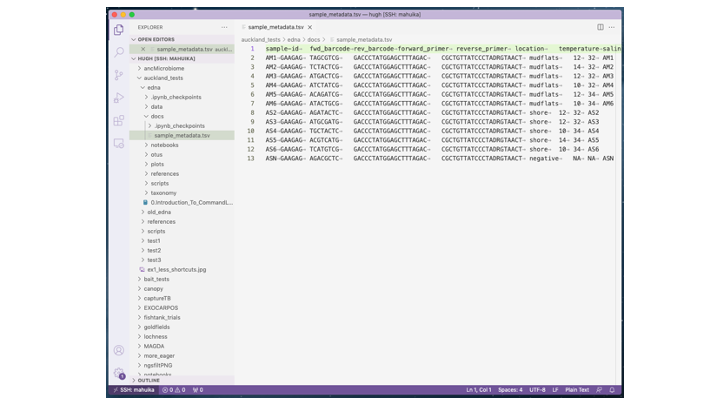 sample_metadata.tsv — hugh [SSH: mahuika]
EXPLORER
OPEN EDITORS
sample_metadata.tsv auckl...
HUGH [SSH: MAHUIKA]
ancMicrobiome
auckland_tests
edna
.ipynb_checkpoints
data
docs
.ipynb_checkpoints
sample_metadata.tsv
notebooks
otus
plots
references
scripts
taxonomy
0.Introduction_To_CommandL...
old_edna
references
scripts
test1
test2
test3
ex1_less_shortcuts.jpg
bait_tests
canopy
captureTB
EXOCARPOS
fishtank_trials
goldfields
lochness
MAGDA
more_eager
ngsfiltPNG
notebooks
OUTLINE
sample_metadata.tsv
auckland_tests > edna > docs > sample_metadata.tsv
1 sample-id→ fwd_barcode→rev_barcode→forward_primer→ reverse_primer→ location→ temperature→salin
2 AM1→GAAGAG→ TAGCGTCG→ GACCCTATGGAGCTTTAGAC→ CGCTGTTATCCCTADRGTAACT→ mudflats→ 12→ 32→ AM1
3 AM2→GAAGAG→ TCTACTCG→ GACCCTATGGAGCTTTAGAC→ CGCTGTTATCCCTADRGTAACT→ mudflats→ 14→ 32→ AM2
4 AM3→GAAGAG→ ATGACTCG→ GACCCTATGGAGCTTTAGAC→ CGCTGTTATCCCTADRGTAACT→ mudflats→ 12→ 32→ AM3
5 AM4→GAAGAG→ ATCTATCG→ GACCCTATGGAGCTTTAGAC→ CGCTGTTATCCCTADRGTAACT→ mudflats→ 10→ 32→ AM4
6 AM5→GAAGAG→ ACAGATCG→ GACCCTATGGAGCTTTAGAC→ CGCTGTTATCCCTADRGTAACT→ mudflats→ 12→ 34→ AM5
7 AM6→GAAGAG→ ATACTGCG→ GACCCTATGGAGCTTTAGAC→ CGCTGTTATCCCTADRGTAACT→ mudflats→ 10→ 34→ AM6
8 AS2→GAAGAG→ AGATACTC→ GACCCTATGGAGCTTTAGAC→ CGCTGTTATCCCTADRGTAACT→ shore→ 12→ 32→ AS2
9 AS3→GAAGAG→ ATGCGATG→ GACCCTATGGAGCTTTAGAC→ CGCTGTTATCCCTADRGTAACT→ shore→ 12→ 32→ AS3
10 AS4→GAAGAG→ TGCTACTC→ GACCCTATGGAGCTTTAGAC→ CGCTGTTATCCCTADRGTAACT→ shore→ 10→ 34→ AS4
11 AS5→GAAGAG→ ACGTCATG→ GACCCTATGGAGCTTTAGAC→ CGCTGTTATCCCTADRGTAACT→ shore→ 14→ 34→ AS5
12 AS6→GAAGAG→ TCATGTCG→ GACCCTATGGAGCTTTAGAC→ CGCTGTTATCCCTADRGTAACT→ shore→ 10→ 34→ AS6
13 ASN→GAAGAG→ AGACGCTC→ GACCCTATGGAGCTTTAGAC→ CGCTGTTATCCCTADRGTAACT→ negative→ NA→ NA→ ASN
SSH: mahuika 0 0 0
Ln 1, Col 1 Spaces: 4 UTF-8 LF Plain Text